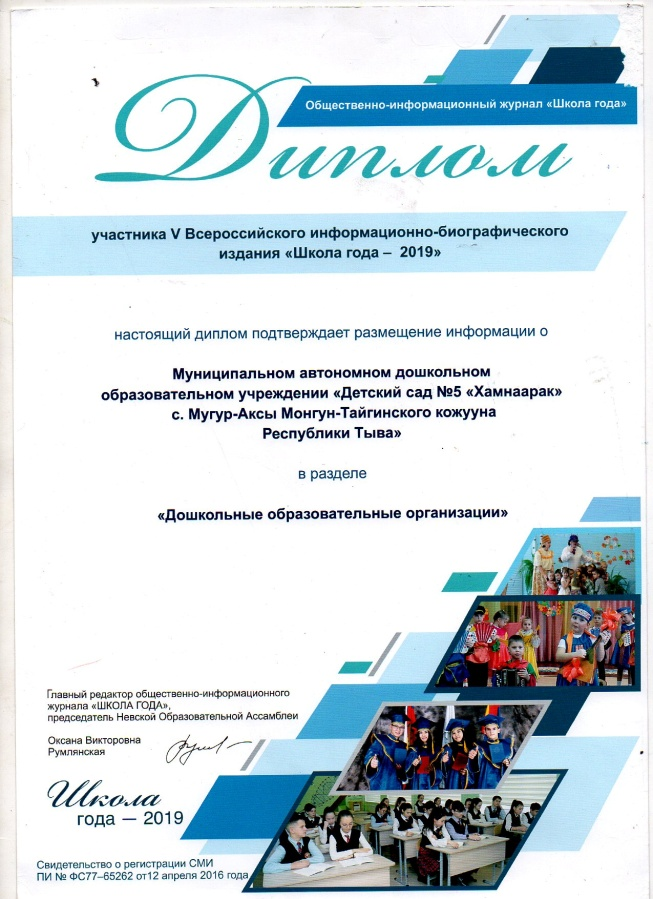 Общественно-информационный журнал «Школа года»
Диплом
участника V Всероссийского информационно-биографического
издания «Школа года – 2019»
настоящий диплом подтверждает размещение информации о
Муниципальном автономном дошкольном
образовательном учреждении «Детский сад №5 «Хамнаарак»
с. Мугур-Аксы Монгун-Тайгинского кожууна
Республики Тыва»
в разделе
«Дошкольные образовательные организации»
Главный редактор общественно-информационного
журнала «ШКОЛА ГОДА»,
председатель Невской Образовательной Ассамблеи
Оксана Викторовна
Румлянская
Школа
года — 2019
Свидетельство о регистрации СМИ
ПИ № ФС77–65262 от12 апреля 2016 года